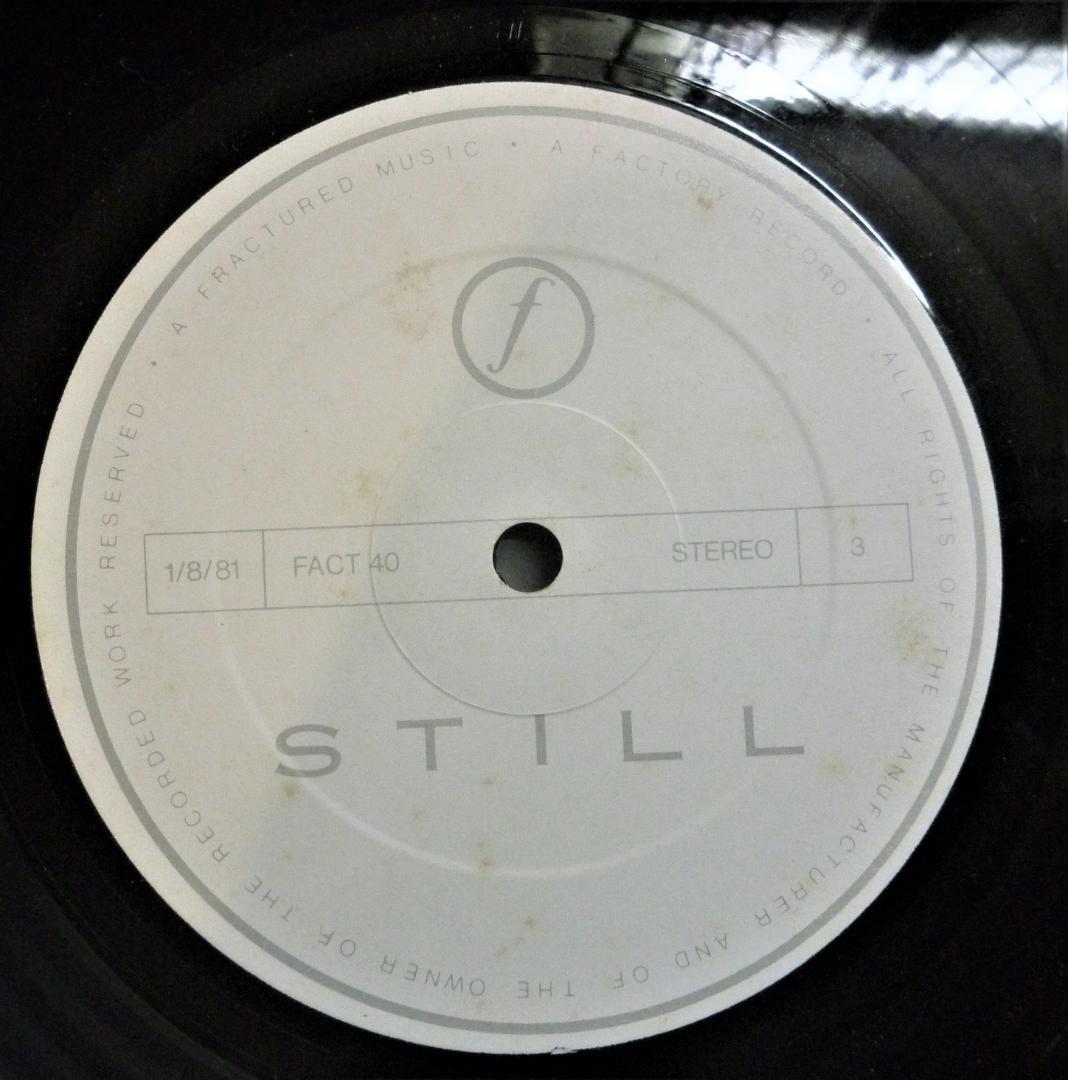 A FRACTURED MUSIC • A FACTORY RECORD • ALL RIGHTS OF THE MANUFACTURER AND OF THE OWNER OF THE RECORDED WORK RESERVED •
f
1/8/81 FACT 40 STEREO 3
STILL